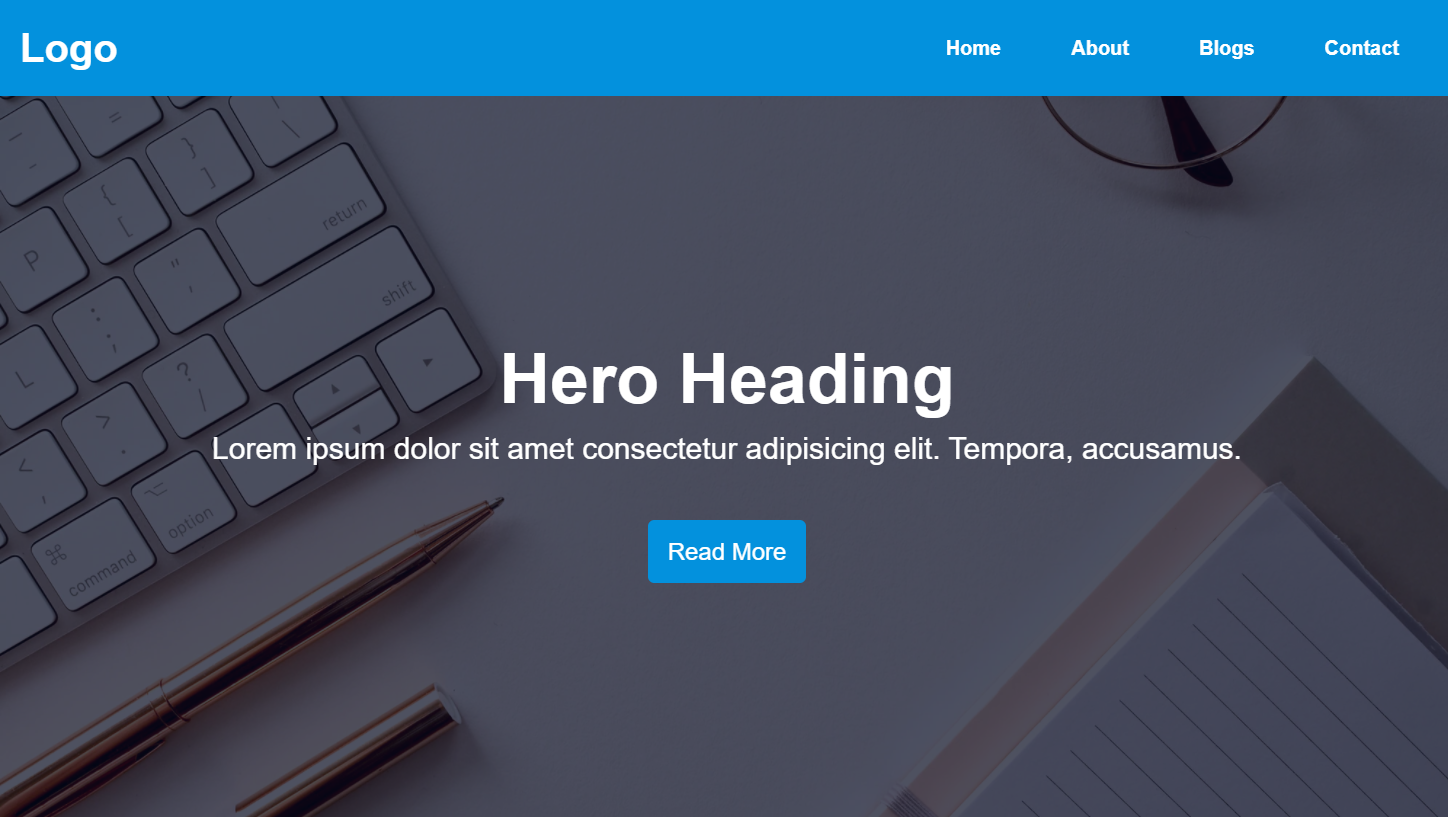 Logo
Home About Blogs Contact
- =
- | \
{ }
[ ]
return
P " '
: ;
shift
L ? /
> .
< ,
option
command
Hero Heading
Lorem ipsum dolor sit amet consectetur adipisicing elit. Tempora, accusamus.
Read More